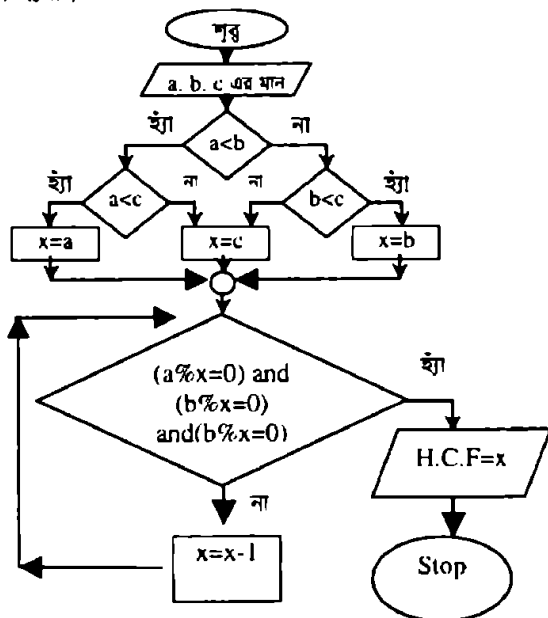 শুরু
a. b. c এর মান
হ্যাঁ
a<b
না
হ্যাঁ
a<c
না
না
b<c
হ্যাঁ
x=a
x=c
x=b
(a%x=0) and
(b%x=0)
and(b%x=0)
হ্যাঁ
H.C.F=x
না
x=x-1
Stop